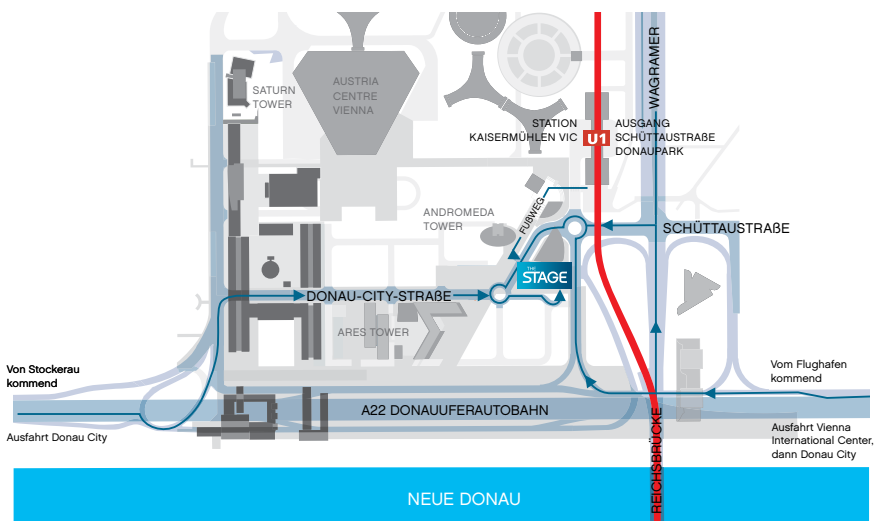 WAGRAMER
AUSTRIA
CENTRE
VIENNA
SATURN
TOWER
STATION
KAISERMÜHLEN VIC
U1
AUSGANG
SCHÜTTAUSTRAßE
DONAUPARK
FUßWEG
ANDROMEDA
TOWER
SCHÜTTAUSTRAßE
THE
STAGE
DONAU-CITY-STRAßE
ARES TOWER
Von Stockerau
kommend
Vom Flughafen
kommend
A22 DONAUUFERAUTOBAHN
Ausfahrt Donau City
REICHSBRÜCKE
Ausfahrt Vienna
International Center,
dann Donau City
NEUE DONAU